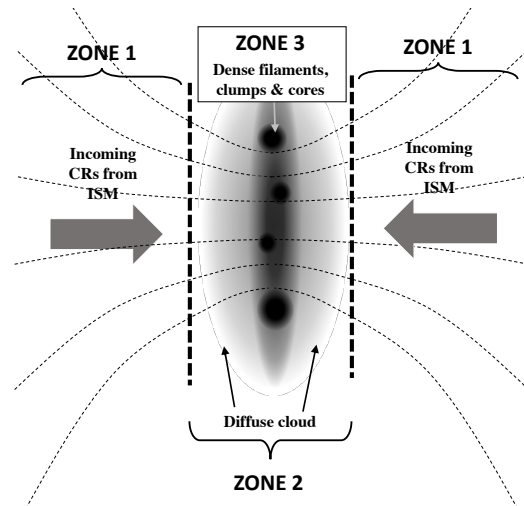 ZONE 1
ZONE 3
Dense filaments,
clumps & cores
ZONE 1
Incoming
CRs from
ISM
Incoming
CRs from
ISM
Diffuse cloud
ZONE 2